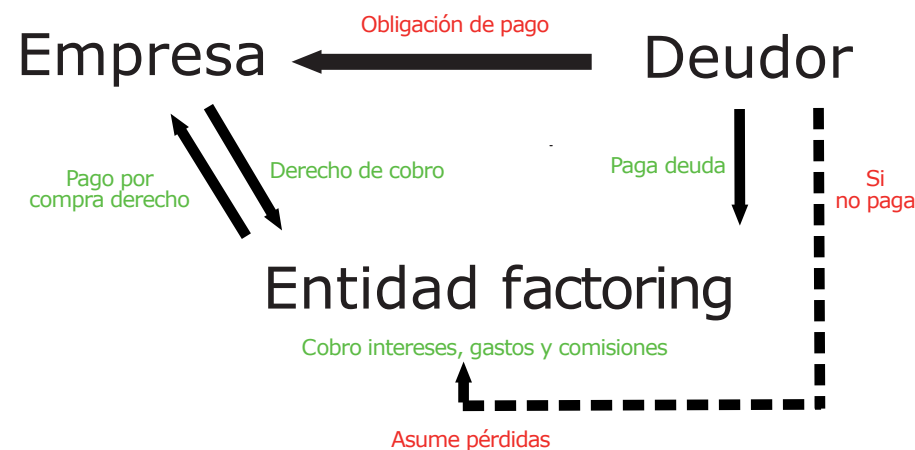 Obligación de pago
Empresa
Deudor
Derecho de cobro
Pago por
compra derecho
Paga deuda
Si
no paga
Entidad factoring
Cobro intereses, gastos y comisiones
Asume pérdidas